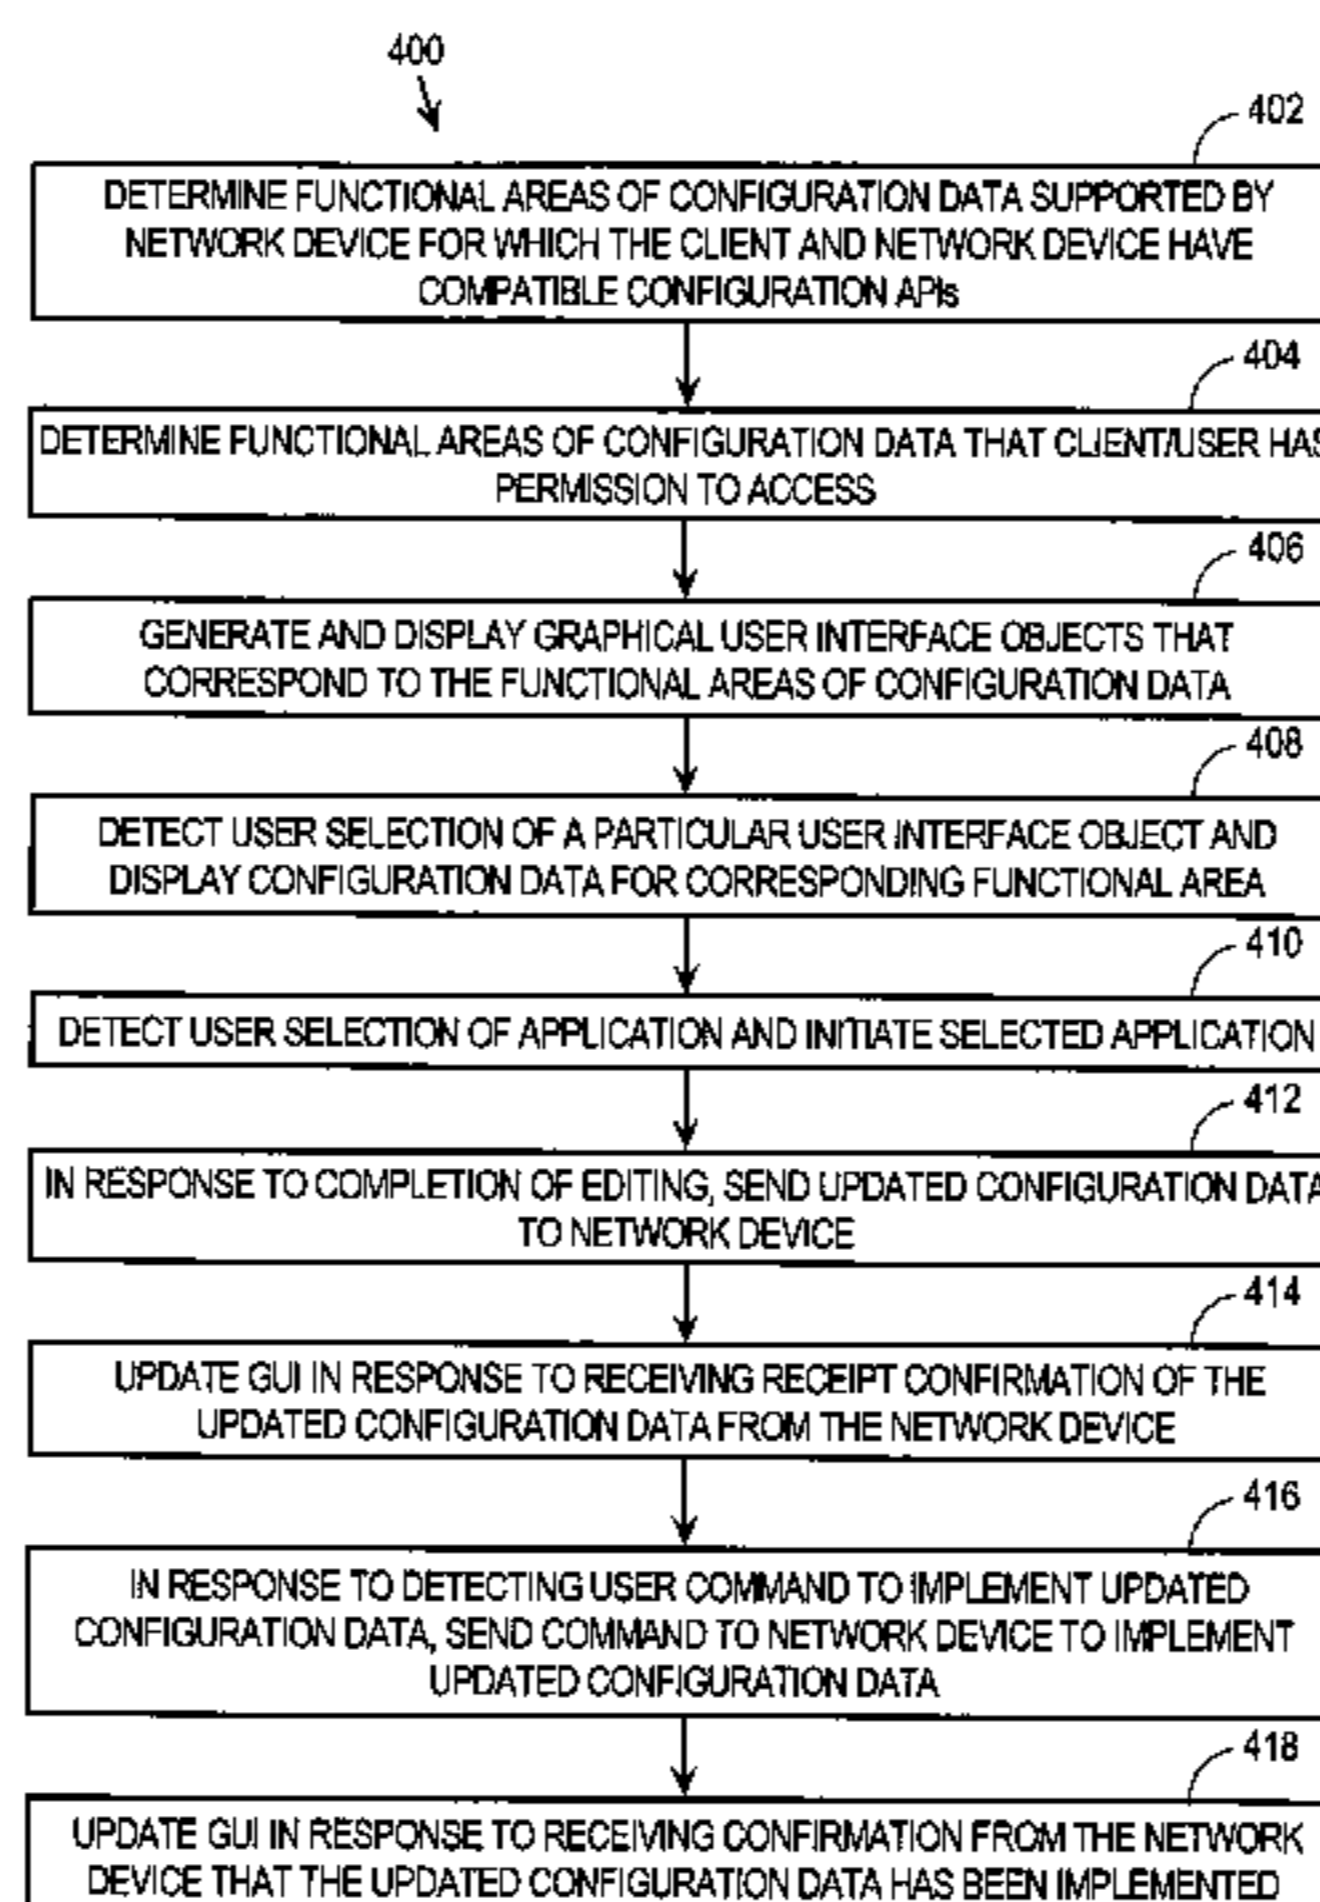 400
402
DETERMINE FUNCTIONAL AREAS OF CONFIGURATION DATA SUPPORTED BY
NETWORK DEVICE FOR WHICH THE CLIENT AND NETWORK DEVICE HAVE
COMPATIBLE CONFIGURATION APIs
404
DETERMINE FUNCTIONAL AREAS OF CONFIGURATION DATA THAT CLIENT/USER HAS
PERMISSION TO ACCESS
406
GENERATE AND DISPLAY GRAPHICAL USER INTERFACE OBJECTS THAT
CORRESPOND TO THE FUNCTIONAL AREAS OF CONFIGURATION DATA
408
DETECT USER SELECTION OF A PARTICULAR USER INTERFACE OBJECT AND
DISPLAY CONFIGURATION DATA FOR CORRESPONDING FUNCTIONAL AREA
410
DETECT USER SELECTION OF APPLICATION AND INITIATE SELECTED APPLICATION
412
IN RESPONSE TO COMPLETION OF EDITING, SEND UPDATED CONFIGURATION DATA
TO NETWORK DEVICE
414
UPDATE GUI IN RESPONSE TO RECEIVING RECEIPT CONFIRMATION OF THE
UPDATED CONFIGURATION DATA FROM THE NETWORK DEVICE
416
IN RESPONSE TO DETECTING USER COMMAND TO IMPLEMENT UPDATED
CONFIGURATION DATA, SEND COMMAND TO NETWORK DEVICE TO IMPLEMENT
UPDATED CONFIGURATION DATA
418
UPDATE GUI IN RESPONSE TO RECEIVING CONFIRMATION FROM THE NETWORK
DEVICE THAT THE UPDATED CONFIGURATION DATA HAS BEEN IMPLEMENTED